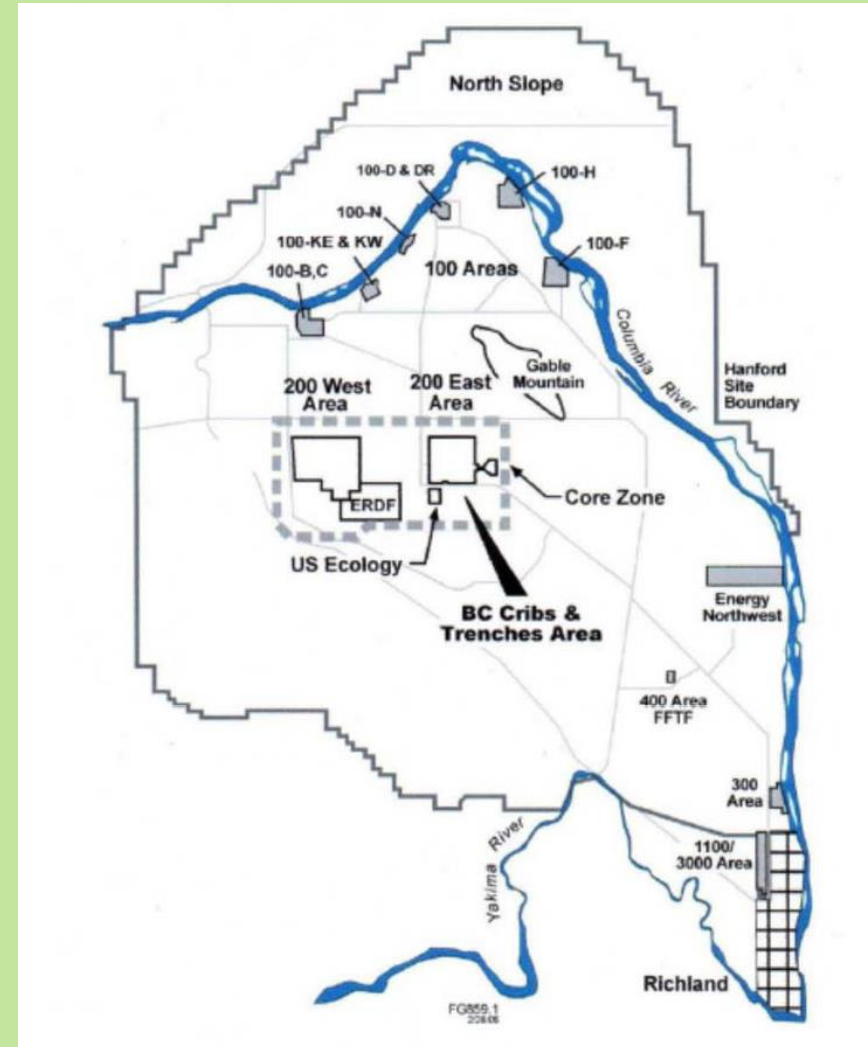 North Slope
100-D & DR
100-H
100-N
100-KE & KW
100-F
100 Areas
100-B,C
Columbia River
Gable
Mountain
Hanford
Site
Boundary
200 West
Area
200 East
Area
ERDF
Core Zone
US Ecology
BC Cribs &
Trenches Area
Energy
Northwest
400 Area
FFTF
300
Area
Yakima River
1100/
3000 Area
Richland
FG859.1